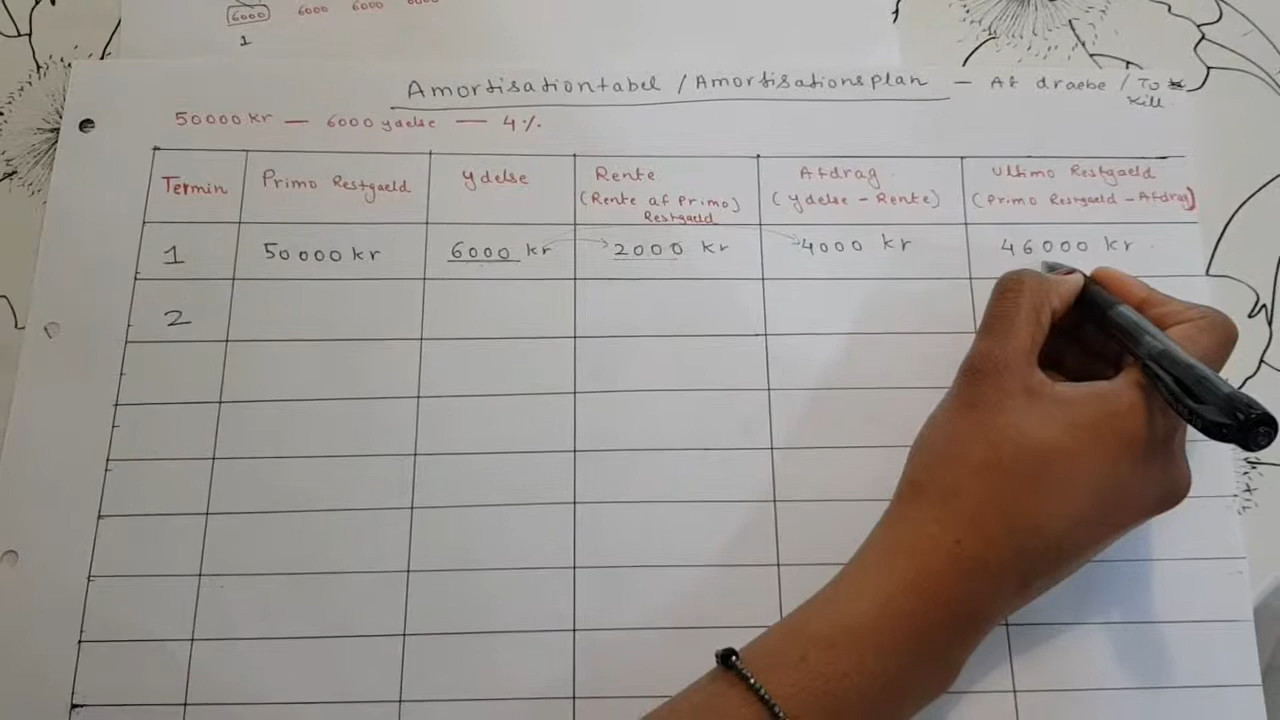 6000 6000 6000
1
Amortisationtabel / Amortisationsplan — Af draebe / To
Kill
50000 Kr — 6000 ydelse — 4%
Termin Primo Restgaeld Ydelse Rente Afdrag Ultimo Restgaeld
(Rente af Primo) (Ydelse - Rente) (Primo Restgaeld - Afdrag)
Restgaeld
1 50000 kr 6000 kr 2000 kr 4000 kr 46000 kr
2